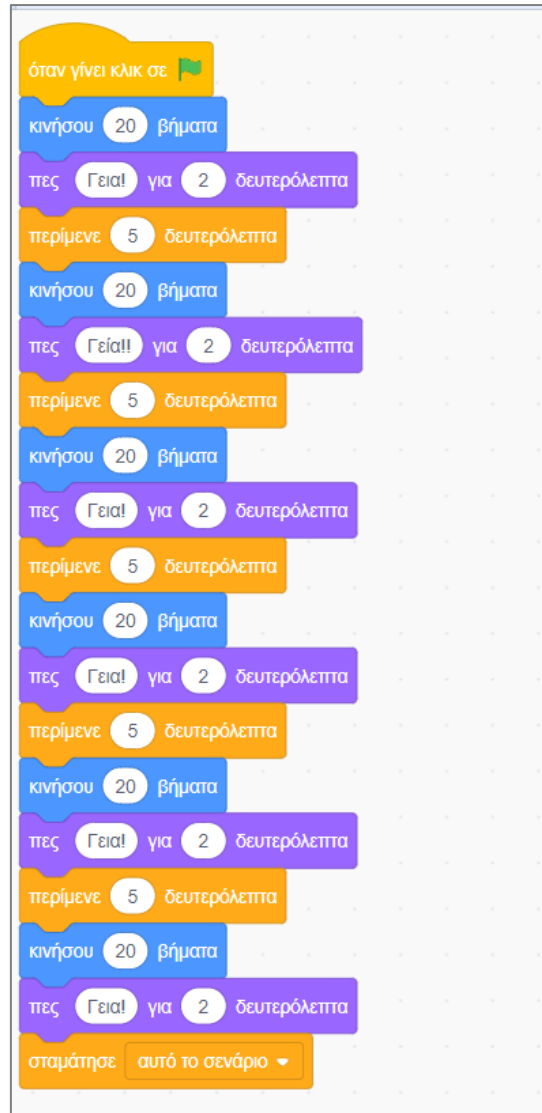 όταν γίνει κλικ σε
κινήσου 20 βήματα
πες Γεια! για 2 δευτερόλεπτα
περίμενε 5 δευτερόλεπτα
κινήσου 20 βήματα
πες Γεία!! για 2 δευτερόλεπτα
περίμενε 5 δευτερόλεπτα
κινήσου 20 βήματα
πες Γεια! για 2 δευτερόλεπτα
περίμενε 5 δευτερόλεπτα
κινήσου 20 βήματα
πες Γεια! για 2 δευτερόλεπτα
περίμενε 5 δευτερόλεπτα
κινήσου 20 βήματα
πες Γεια! για 2 δευτερόλεπτα
περίμενε 5 δευτερόλεπτα
κινήσου 20 βήματα
πες Γεια! για 2 δευτερόλεπτα
σταμάτησε αυτό το σενάριο